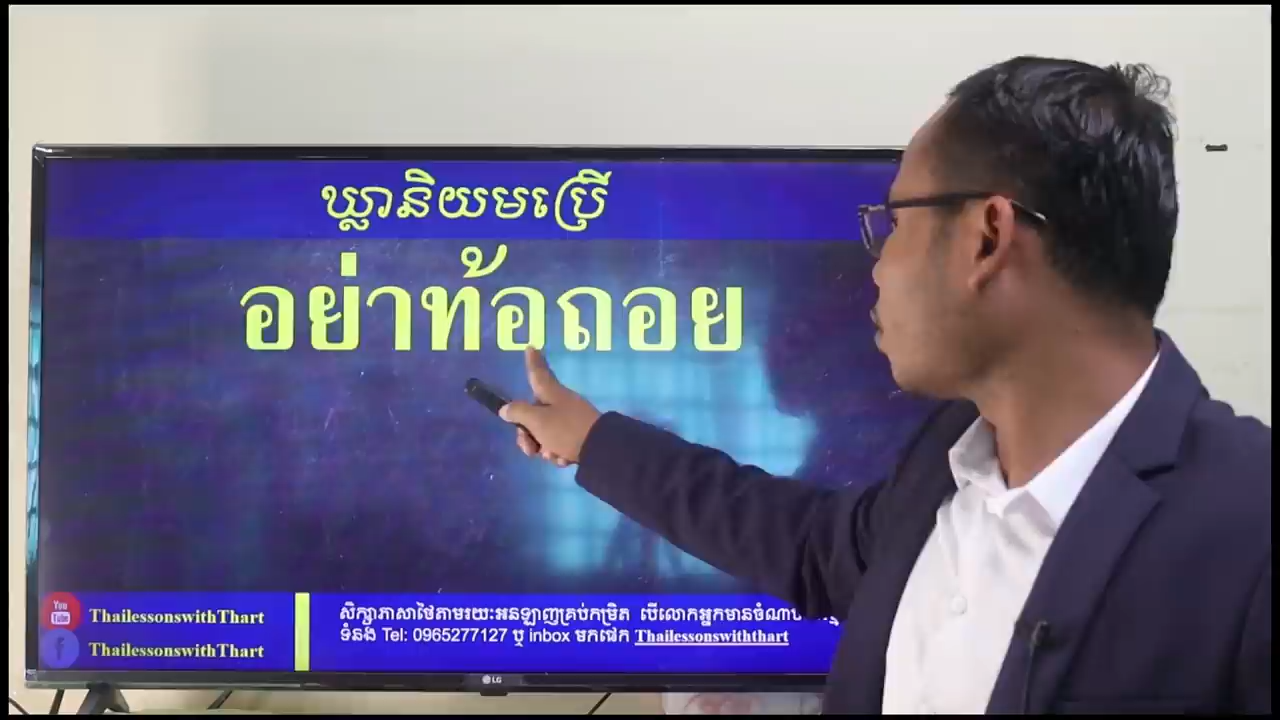 ឃ្លានិយមប្រើ
อย่าท้อถอย
You
Tube
ThailessonswithThart
f
ThailessonswithThart
សិក្សាភាសាថៃតាមរយៈអនឡាញគ្រប់កម្រិត បើលោកអ្នកមានចំណាប់
ទំនង Tel: 0965277127 ឬ inbox មកផេក Thailessonswiththart
LG